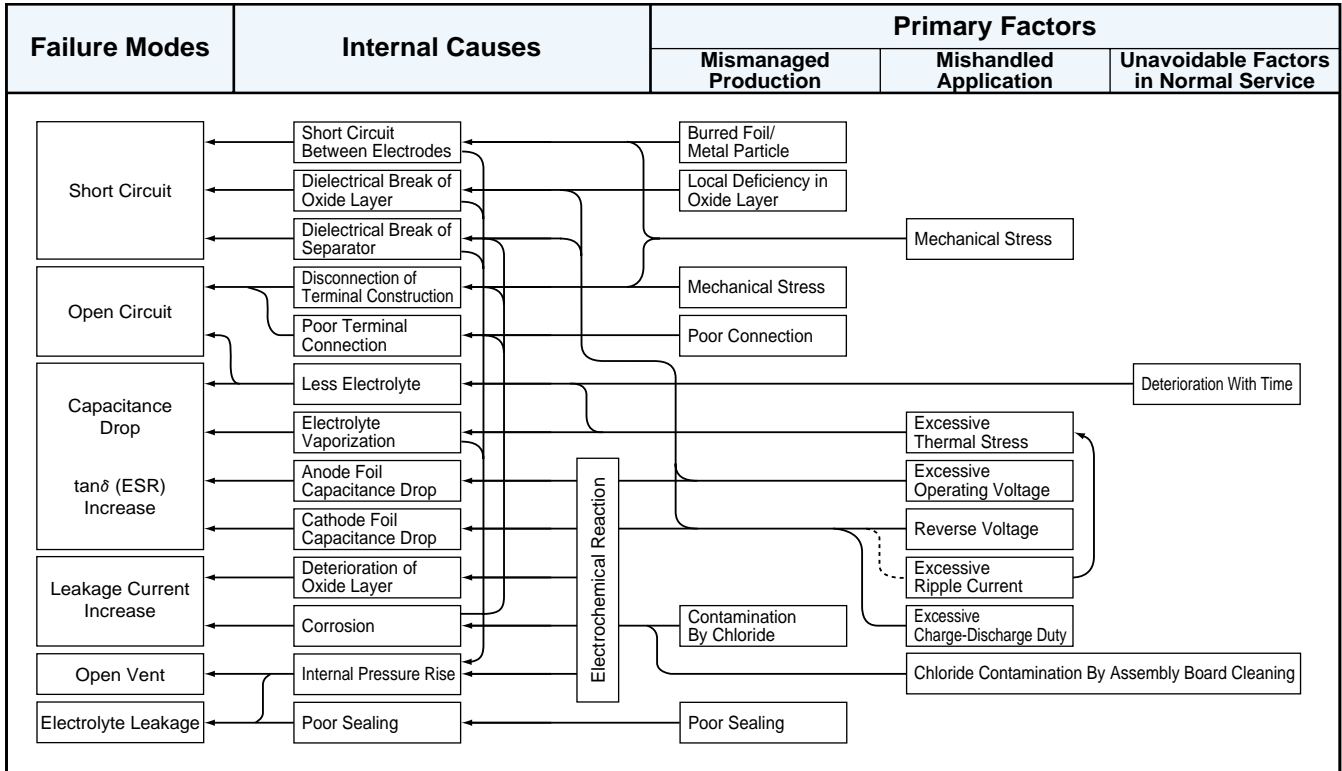 Failure Modes
Internal Causes
Primary Factors
Mismanaged
Production
Mishandled
Application
Unavoidable Factors
in Normal Service
Short Circuit
Open Circuit
Capacitance
Drop
tanδ (ESR)
Increase
Leakage Current
Increase
Open Vent
Electrolyte Leakage
Short Circuit
Between Electrodes
Dielectrical Break of
Oxide Layer
Dielectrical Break of
Separator
Disconnection of
Terminal Construction
Poor Terminal
Connection
Less Electrolyte
Electrolyte
Vaporization
Anode Foil
Capacitance Drop
Cathode Foil
Capacitance Drop
Deterioration of
Oxide Layer
Corrosion
Internal Pressure Rise
Poor Sealing
Electrochemical Reaction
Burred Foil/
Metal Particle
Local Deficiency in
Oxide Layer
Mechanical Stress
Poor Connection
Contamination
By Chloride
Poor Sealing
Mechanical Stress
Excessive
Thermal Stress
Excessive
Operating Voltage
Reverse Voltage
Excessive
Ripple Current
Excessive
Charge-Discharge Duty
Chloride Contamination By Assembly Board Cleaning
Deterioration With Time